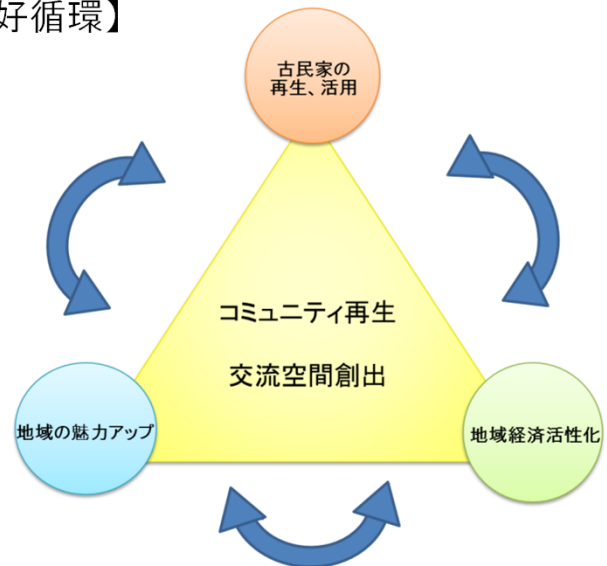 好循環】
古民家の
再生、活用
コミュニティ再生
交流空間創出
地域の魅力アップ
地域経済活性化